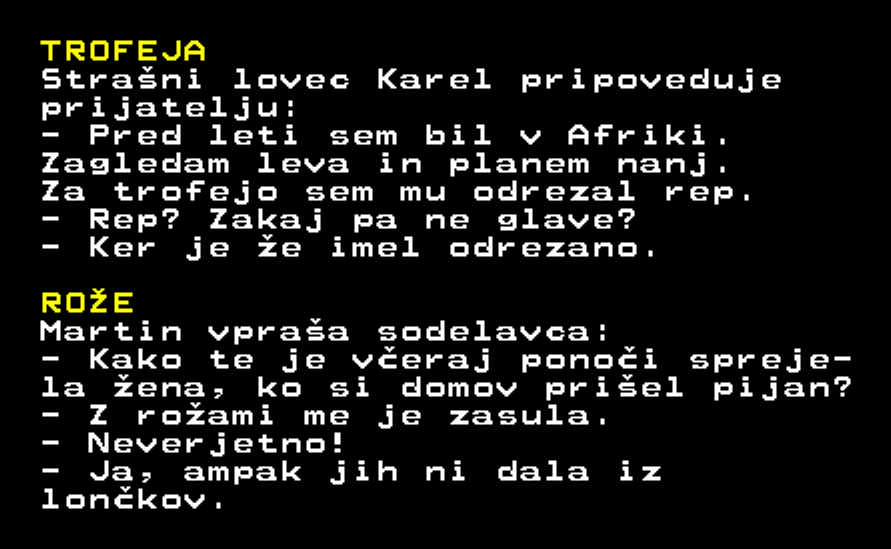 TROFEJA
Strašni lovec Karel pripoveduje
prijatelju:
- Pred leti sem bil v Afriki.
Zagledam leva in planem nanj.
Za trofejo sem mu odrezal rep.
- Rep? Zakaj pa ne glave?
- Ker je že imel odrezano.
ROŽE
Martin vpraša sodelavca:
- Kako te je včeraj ponoči spreje-
la žena, ko si domov prišel pijan?
- Z rožami me je zasula.
- Neverjetno!
- Ja, ampak jih ni dala iz
lončkov.